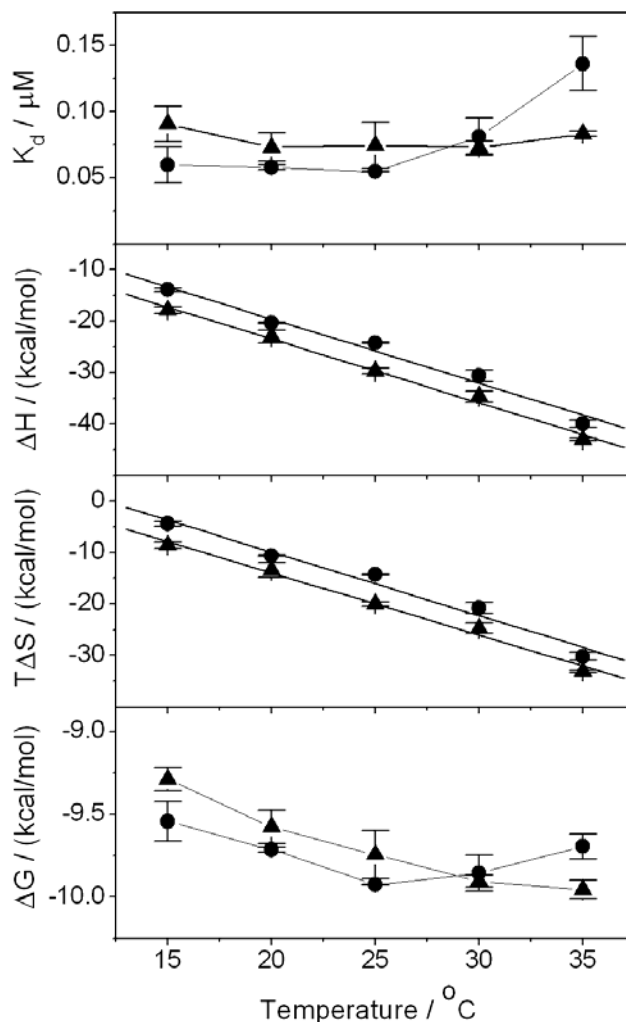 0.15
0.10
0.05
K_d / μM
-10
-20
-30
-40
ΔH / (kcal/mol)
0
-10
-20
-30
TΔS / (kcal/mol)
-9.0
-9.5
-10.0
ΔG / (kcal/mol)
15 20 25 30 35
Temperature / °C